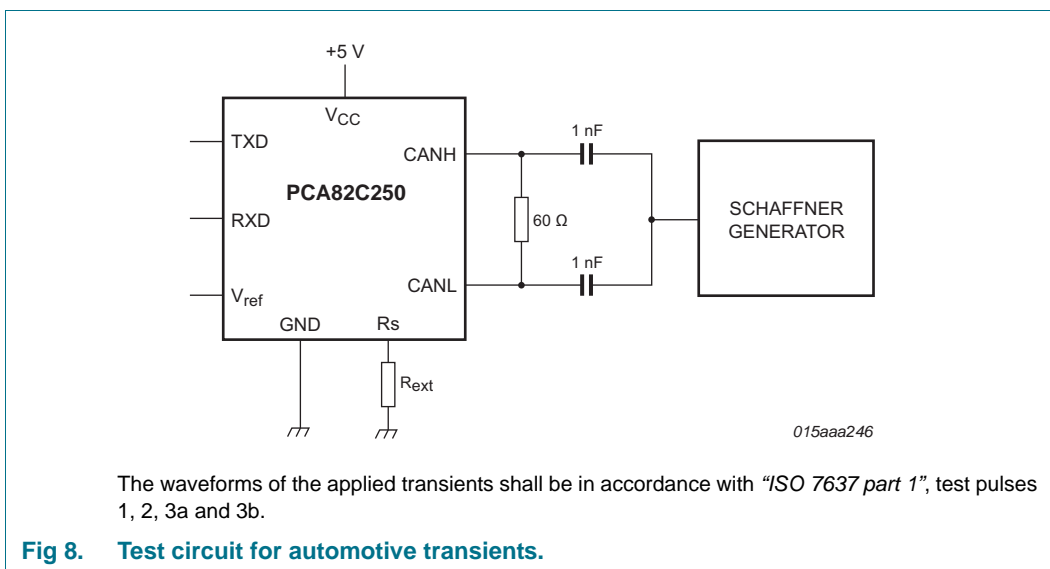 +5 V
VCC
TXD
CANH
1 nF
PCA82C250
SCHAFFNER
GENERATOR
RXD
60 Ω
1 nF
CANL
Vref
GND
Rs
Rext
015aaa246
The waveforms of the applied transients shall be in accordance with “ISO 7637 part 1”, test pulses
1, 2, 3a and 3b.
Fig 8. Test circuit for automotive transients.